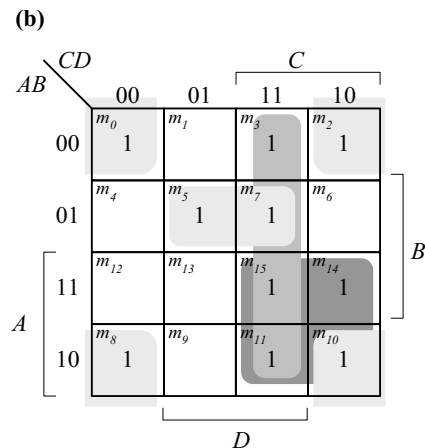 (b)
CD
C
AB
00 01 11 10
m0 m1 m3 m2
00 1 1 1
m4 m5 m7 m6
01 1 1
B
m12 m13 m15 m14
11 1 1
A
m8 m9 m11 m10
10 1 1 1
D